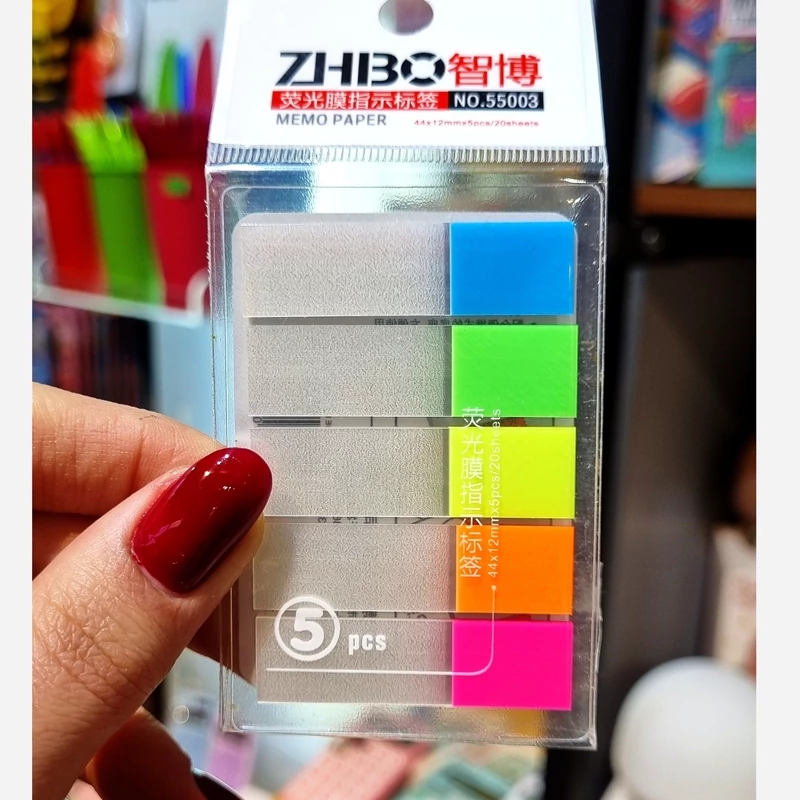 ZHIBO智博
荧光膜指示标签 NO.55003
MEMO PAPER 44x12mmx5pcs/20sheets
荧光膜指示标签
44x12mmx5pcs/20sheets
5 pcs